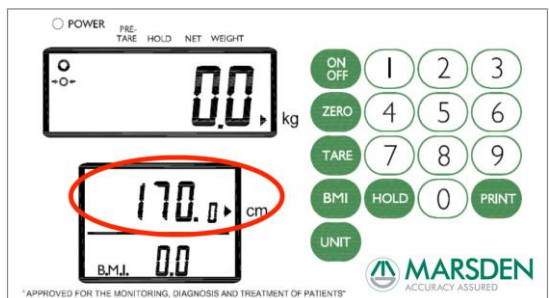 POWER
PRE-TARE HOLD NET WEIGHT
0.0 kg
170.0 cm
B.M.I. 0.0
ON OFF 1 2 3
ZERO 4 5 6
TARE 7 8 9
BMI HOLD 0 PRINT
UNIT
MARSDEN
ACCURACY ASSURED
"APPROVED FOR THE MONITORING, DIAGNOSIS AND TREATMENT OF PATIENTS"